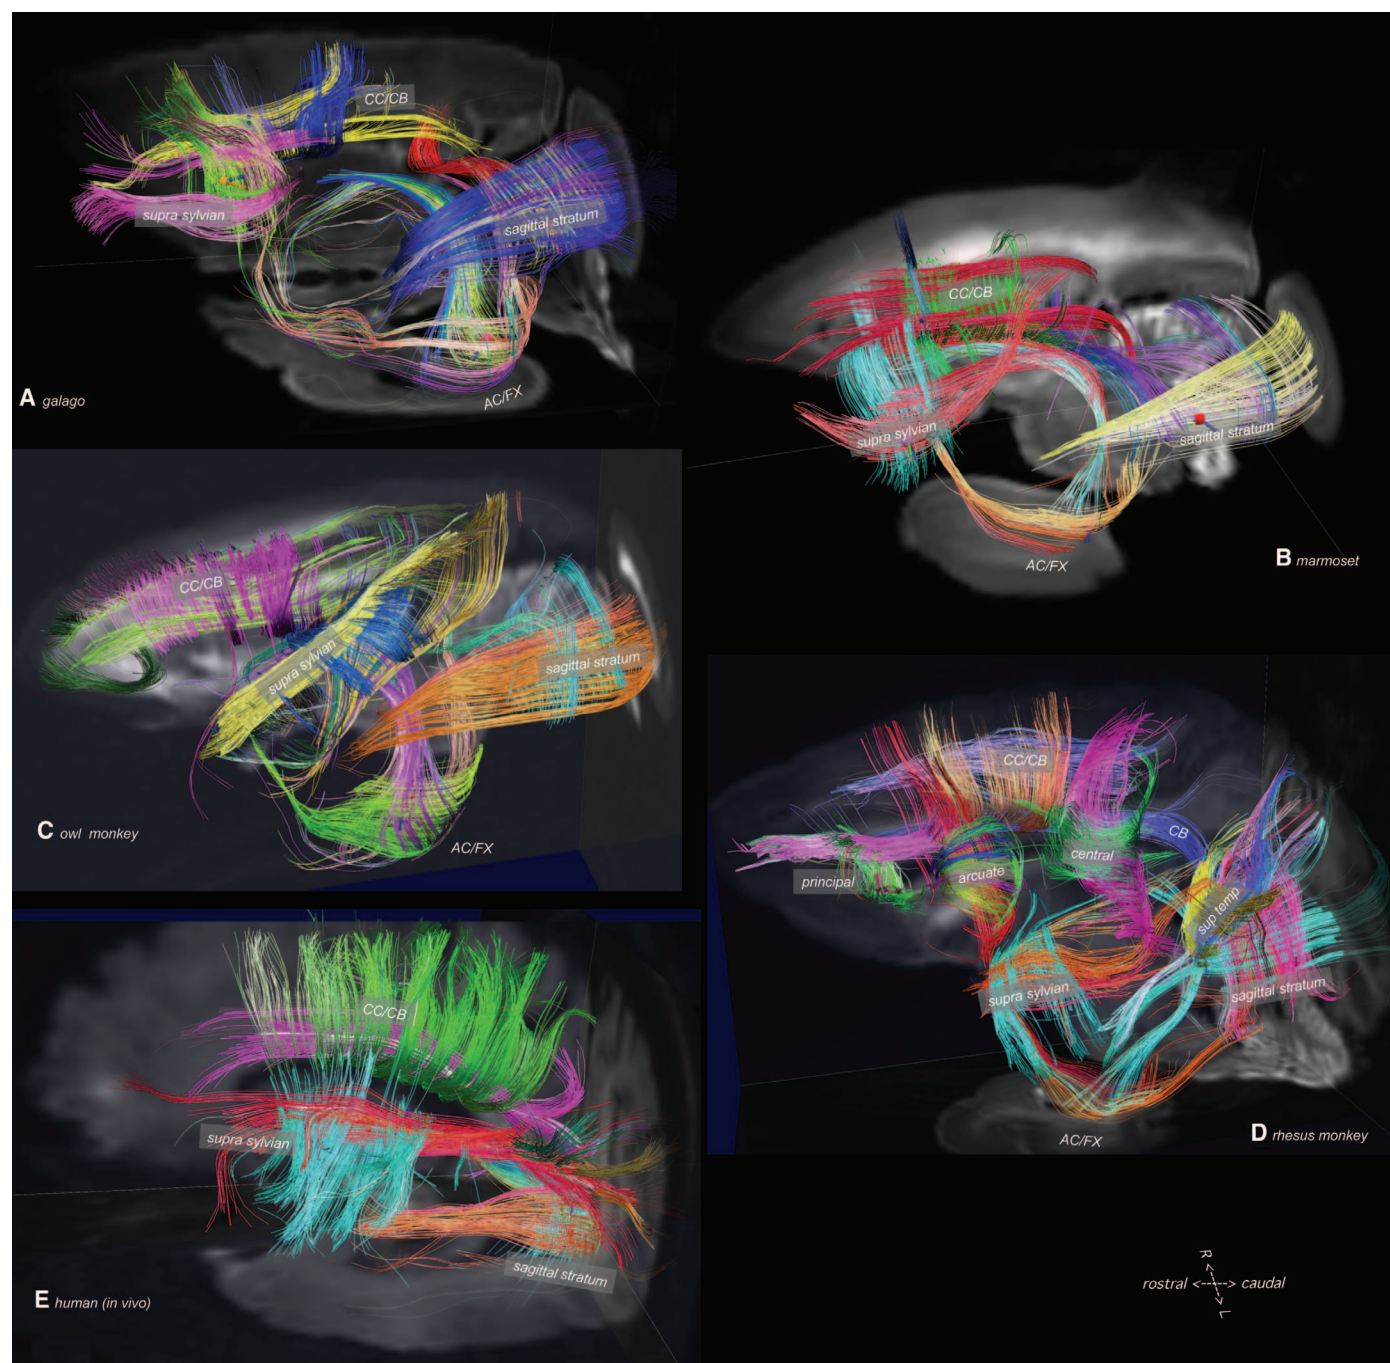 CC/CB
supra sylvian
sagittal stratum
AC/FX
A galago
CC/CB
supra sylvian
sagittal stratum
AC/FX
B marmoset
CC/CB
supra sylvian
sagittal stratum
AC/FX
C owl monkey
CC/CB
CB
central
principal
arcuate
sup temp
supra sylvian
sagittal stratum
AC/FX
D rhesus monkey
CC/CB
supra sylvian
sagittal stratum
E human (in vivo)
R
rostral caudal
L